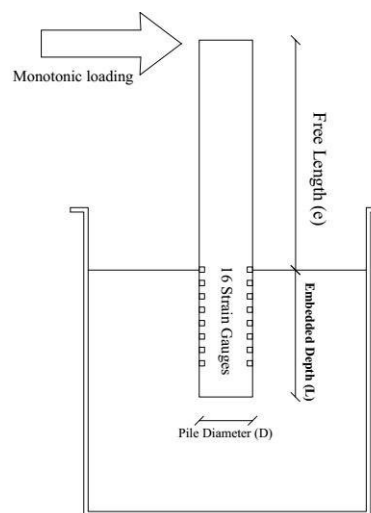 Monotonic loading
Free Length (e)
16 Strain Gauges
Embedded Depth (L)
Pile Diameter (D)